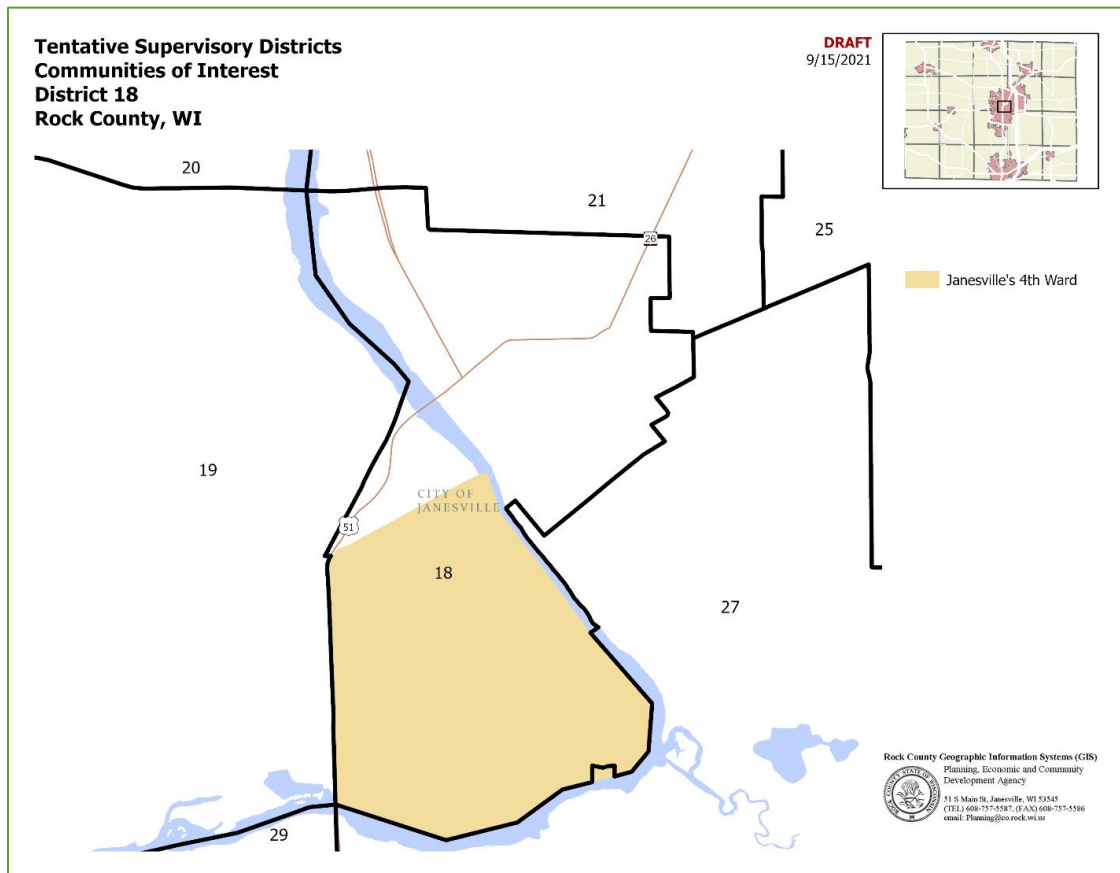 Tentative Supervisory Districts
Communities of Interest
District 18
Rock County, WI
DRAFT
9/15/2021
20
21
26
25
Janesville's 4th Ward
19
CITY OF
JANESVILLE
51
18
27
29
Rock County Geographic Information Systems (GIS)
Planning, Economic and Community
Development Agency
51 S Main St, Janesville, WI 53545
(TEL) 608-757-5587, (FAX) 608-757-5586
email: Planning@co.rock.wi.us